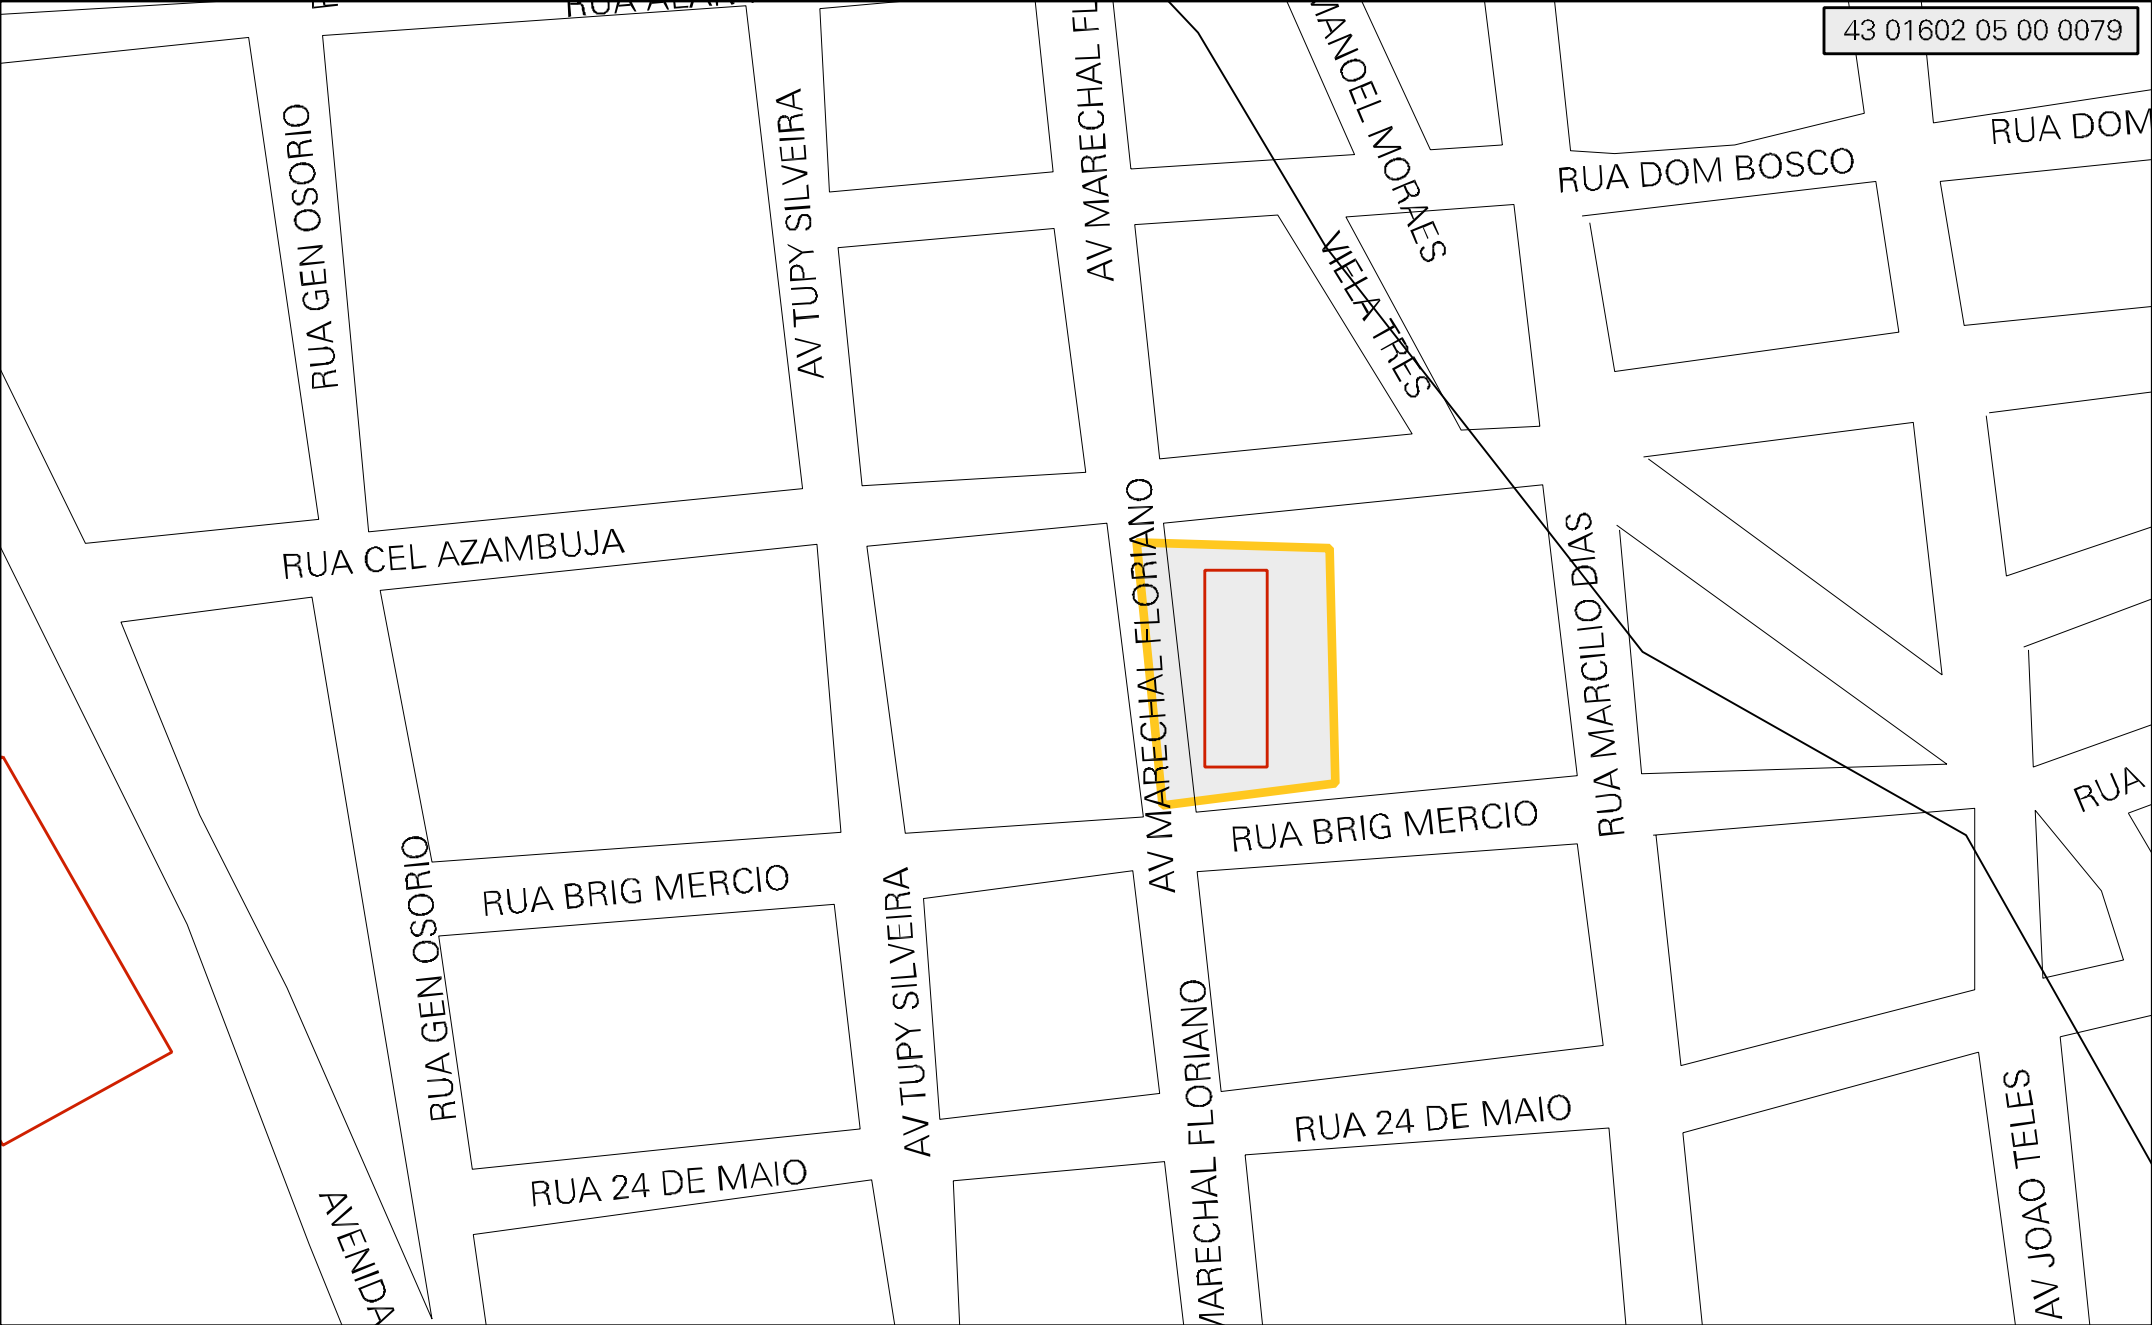 43 01602 05 00 0079
RUA DOM
RUA DOM BOSCO
MANOEL MORAES
AV MARECHAL FL
AV TUPY SILVEIRA
RUA GEN OSORIO
VIELA TRES
RUA CEL AZAMBUJA
AV MARECHAL FLORIANO
RUA MARCILIO DIAS
RUA
RUA BRIG MERCIO
RUA BRIG MERCIO
RUA GEN OSORIO
AV TUPY SILVEIRA
MARECHAL FLORIANO
RUA 24 DE MAIO
RUA 24 DE MAIO
AV JOAO TELES
AVENIDA